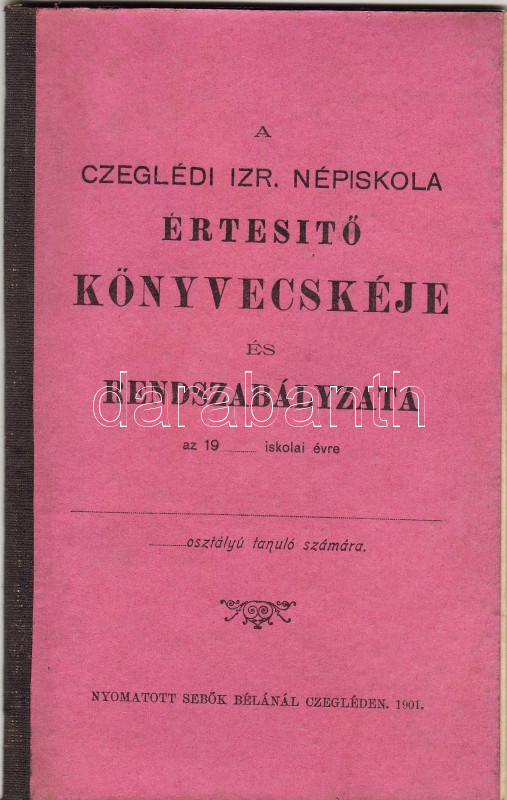 A
CZEGLÉDI IZR. NÉPISKOLA
ÉRTESITŐ
KÖNYVECSKÉJE
ÉS
RENDSZABÁLYZATA
darabanth
az 19 ......... iskolai évre
.........osztályú tanuló számára.
NYOMATOTT SEBŐK BÉLÁNÁL CZEGLÉDEN. 1901.